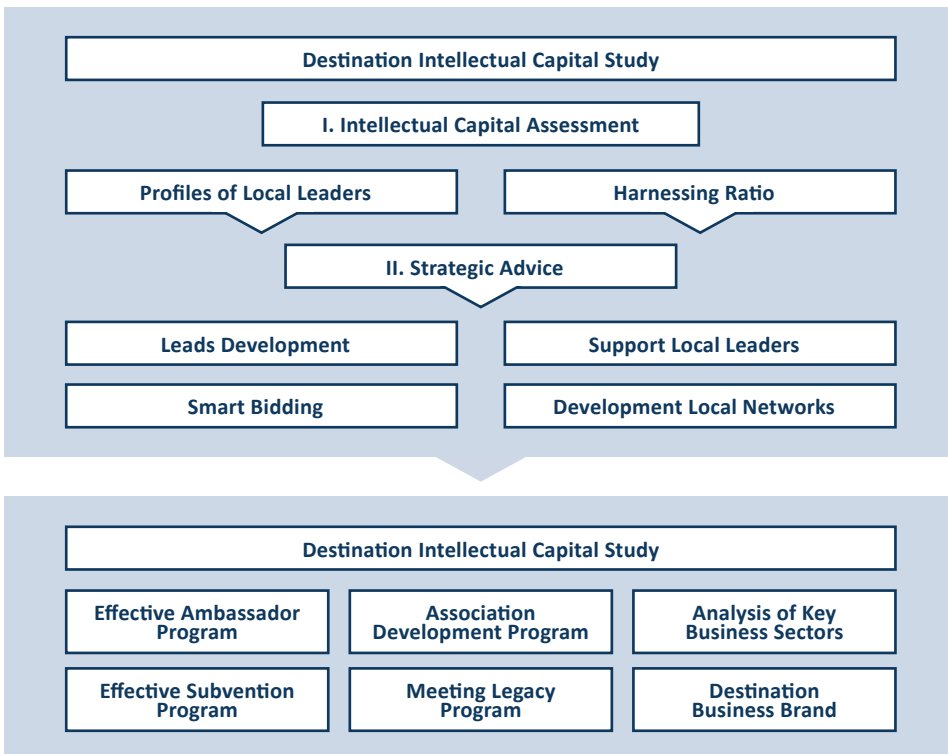 Destination Intellectual Capital Study
I. Intellectual Capital Assessment
Profiles of Local Leaders
Harnessing Ratio
II. Strategic Advice
Leads Development
Support Local Leaders
Smart Bidding
Development Local Networks
Destination Intellectual Capital Study
Effective Ambassador
Program
Association
Development Program
Analysis of Key
Business Sectors
Effective Subvention
Program
Meeting Legacy
Program
Destination
Business Brand